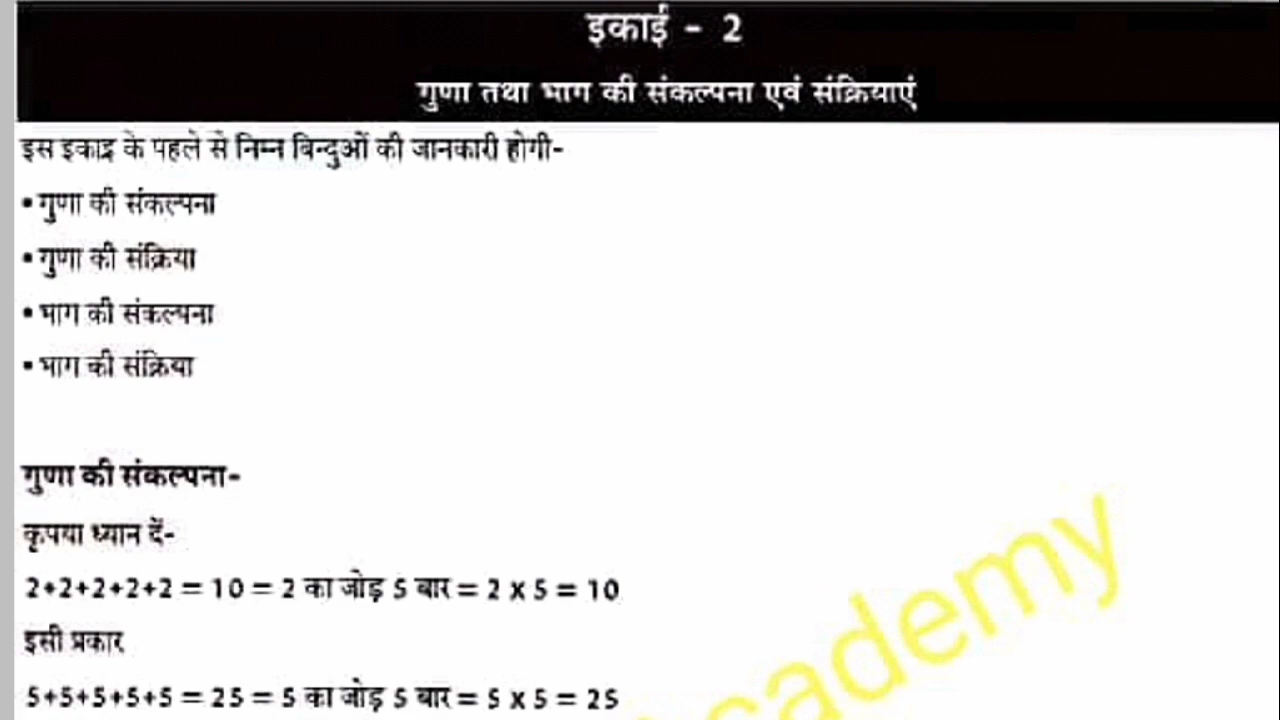 इकाई - 2
गुणा तथा भाग की संकल्पना एवं संक्रियाएं
इस इकाइ के पहले से निम्न बिन्दुओं की जानकारी होगी-
• गुणा की संकल्पना
• गुणा की संक्रिया
• भाग की संकल्पना
• भाग की संक्रिया
गुणा की संकल्पना-
कृपया ध्यान दें-
2+2+2+2+2 = 10 = 2 का जोड़ 5 बार = 2 x 5 = 10
इसी प्रकार
5+5+5+5+5 = 25 = 5 का जोड़ 5 बार = 5 x 5 = 25